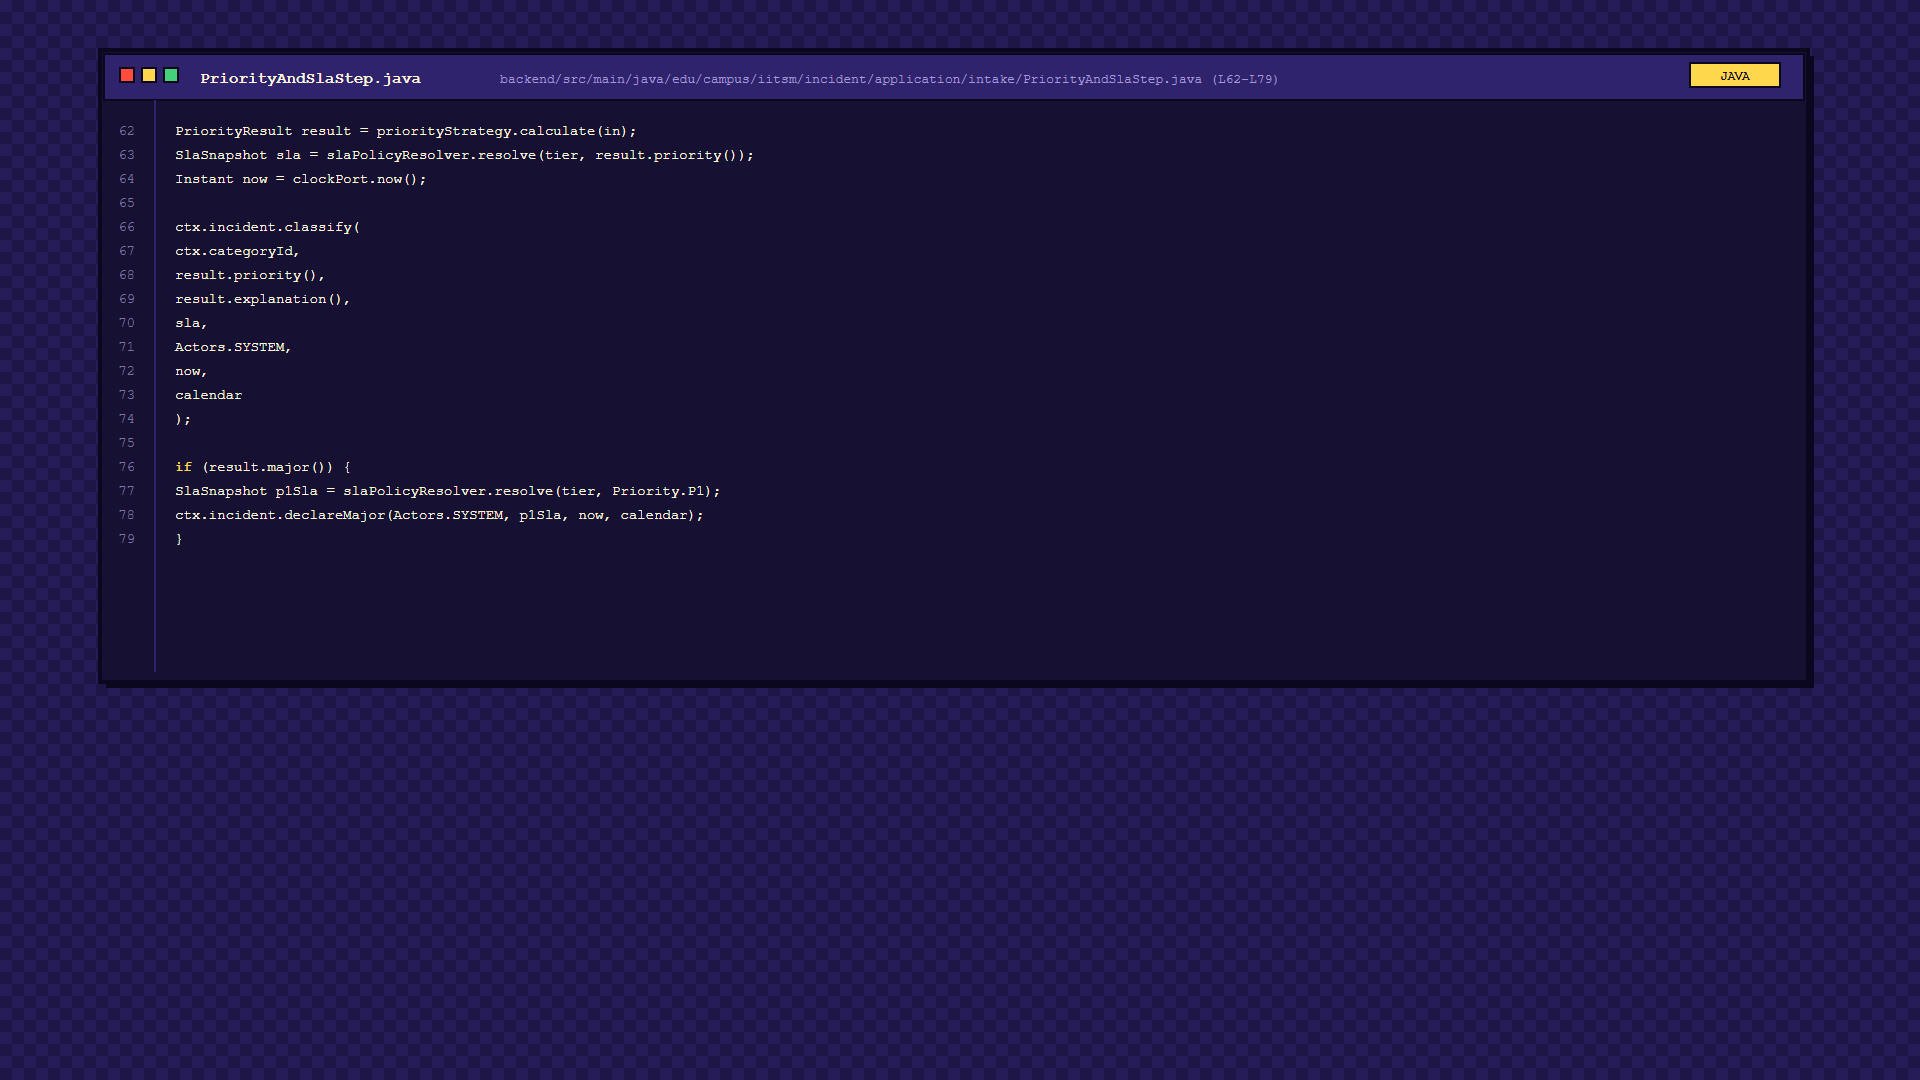 PriorityAndSlaStep.java
backend/src/main/java/edu/campus/iitsm/incident/application/intake/PriorityAndSlaStep.java (L62-L79)
JAVA
62 PriorityResult result = priorityStrategy.calculate(in);
63 SlaSnapshot sla = slaPolicyResolver.resolve(tier, result.priority());
64 Instant now = clockPort.now();
65
66 ctx.incident.classify(
67 ctx.categoryId,
68 result.priority(),
69 result.explanation(),
70 sla,
71 Actors.SYSTEM,
72 now,
73 calendar
74 );
75
76 if (result.major()) {
77 SlaSnapshot p1Sla = slaPolicyResolver.resolve(tier, Priority.P1);
78 ctx.incident.declareMajor(Actors.SYSTEM, p1Sla, now, calendar);
79 }